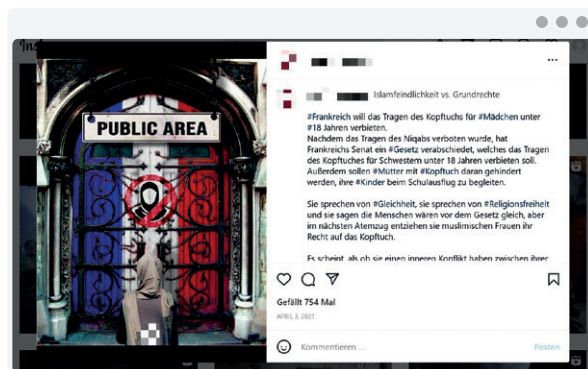 PUBLIC AREA
Islamfeindlichkeit vs. Grundrechte
#Frankreich will das Tragen des Kopftuchs für #Mädchen unter
#18 Jahren verbieten.
Nachdem das Tragen des Niqabs verboten wurde, hat
Frankreichs Senat ein #Gesetz verabschiedet, welches das Tragen
des Kopftuches für Schwestern unter 18 Jahren verbieten soll.
Außerdem sollen #Mütter mit #Kopftuch daran gehindert
werden, ihre #Kinder beim Schulausflug zu begleiten.
Sie sprechen von #Gleichheit, sie sprechen von #Religionsfreiheit
und sie sagen die Menschen wären vor dem Gesetz gleich, aber
im nächsten Atemzug entziehen sie muslimischen Frauen ihr
Recht auf das Kopftuch.
Es scheint, als ob sie einen inneren Konflikt haben zwischen ihrer
Gefällt 754 Mal
APRIL 3, 2021
Kommentieren ...
Posten